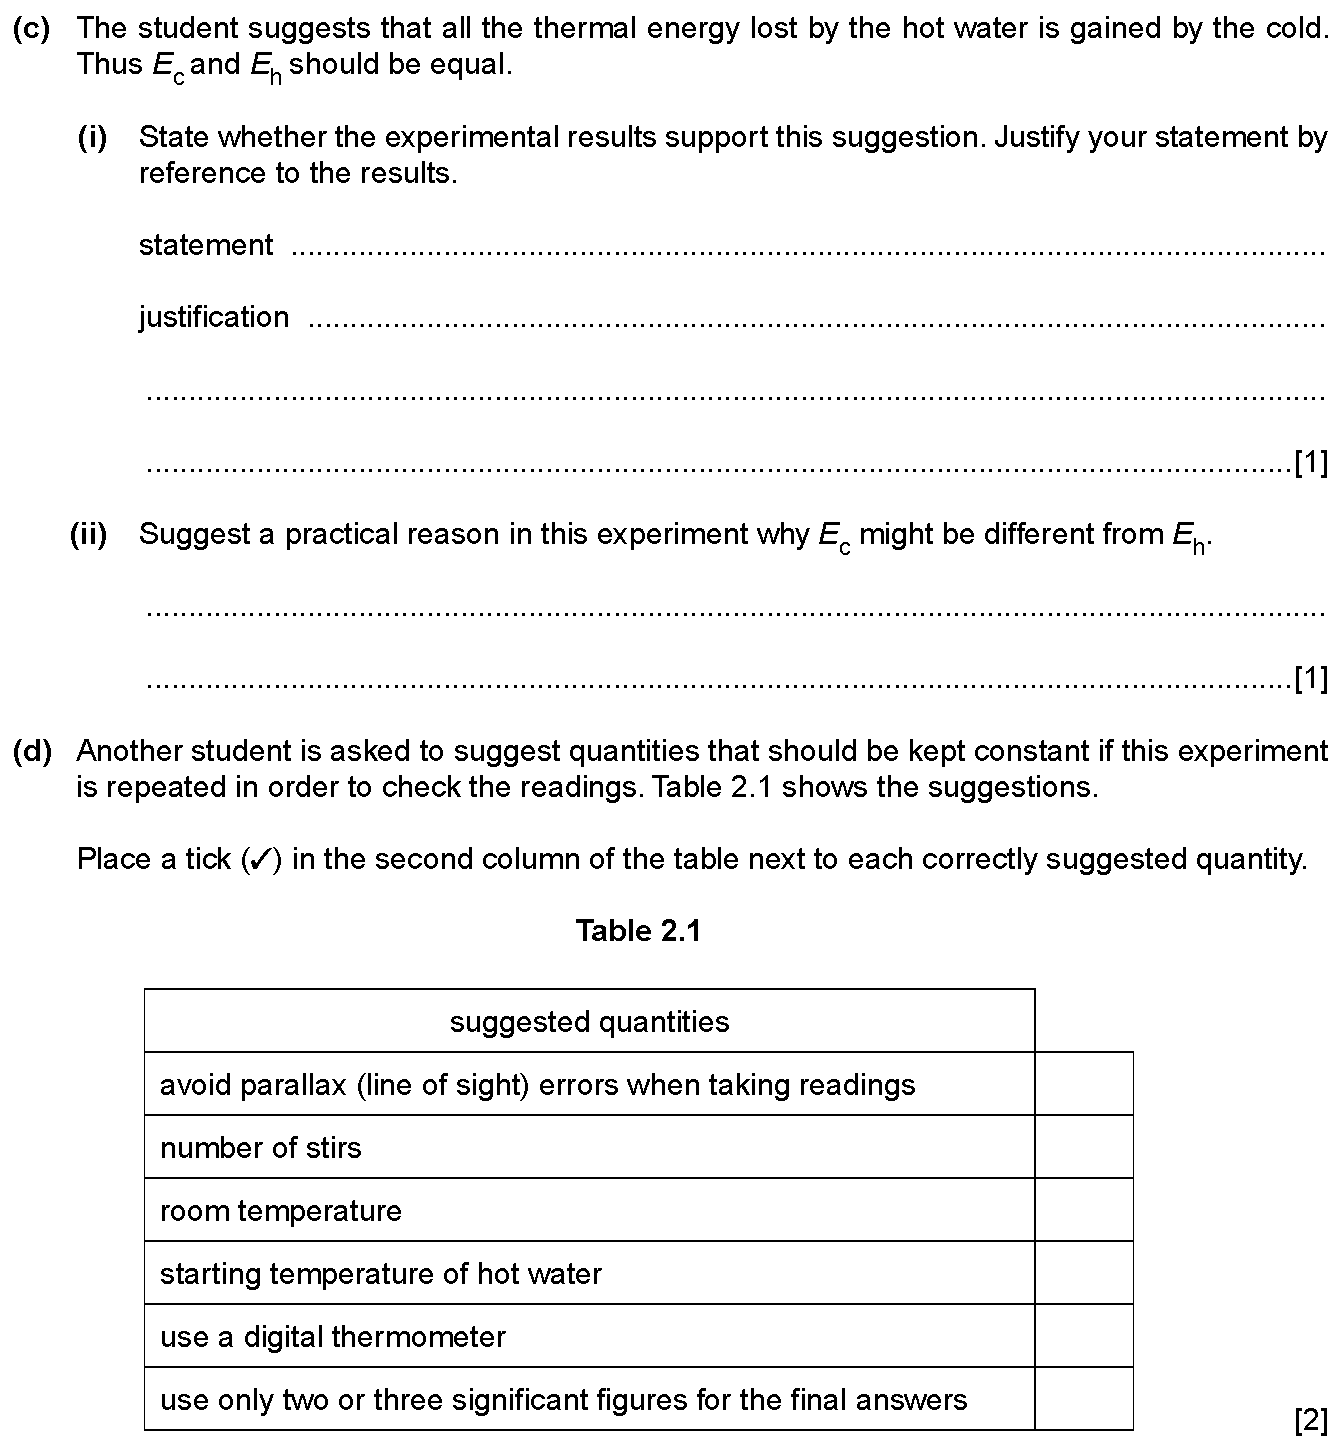 (c) The student suggests that all the thermal energy lost by the hot water is gained by the cold.
Thus Ec and Eh should be equal.
(i) State whether the experimental results support this suggestion. Justify your statement by
reference to the results.
statement ..........................................................................................................................
justification ........................................................................................................................
............................................................................................................................................
.......................................................................................................................................[1]
(ii) Suggest a practical reason in this experiment why Ec might be different from Eh.
............................................................................................................................................
.......................................................................................................................................[1]
(d) Another student is asked to suggest quantities that should be kept constant if this experiment
is repeated in order to check the readings. Table 2.1 shows the suggestions.
Place a tick (✓) in the second column of the table next to each correctly suggested quantity.
Table 2.1
suggested quantities
avoid parallax (line of sight) errors when taking readings
number of stirs
room temperature
starting temperature of hot water
use a digital thermometer
use only two or three significant figures for the final answers
[2]